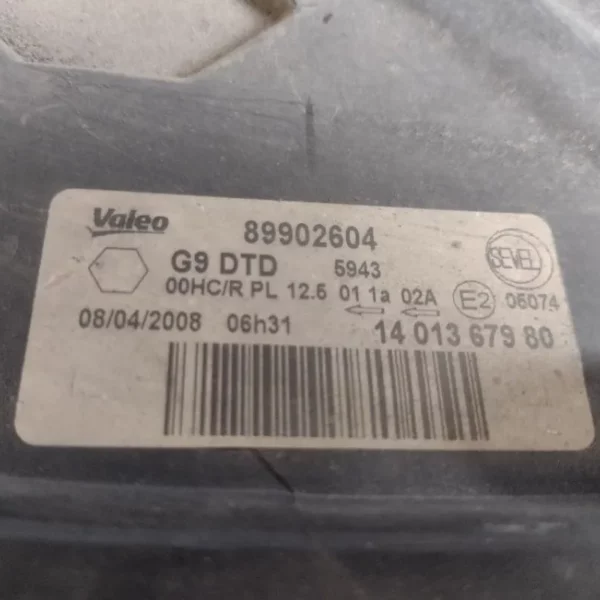 Valeo 89902604
G9 DTD 5943 SEVEL
00HC/R PL 12.5 01 1a 02A E2 05074
08/04/2008 06h31 14 013 679 80